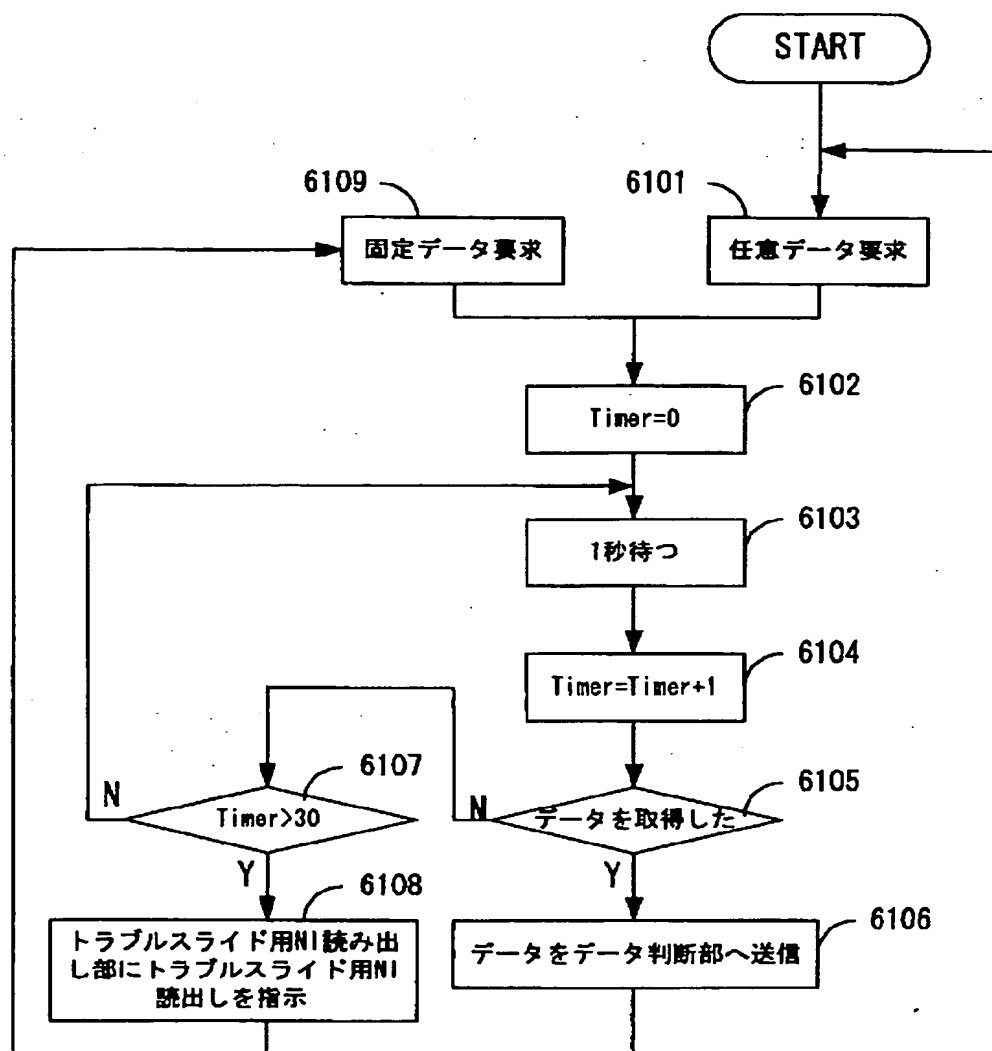 START
6109
6101
固定データ要求
任意データ要求
6102
Timer=0
6103
1秒待つ
6104
Timer=Timer+1
6107
6105
N
Timer>30
N
データを取得した
Y
6108
Y
6106
トラブルスライド用NI読み出
し部にトラブルスライド用NI
読出しを指示
データをデータ判断部へ送信